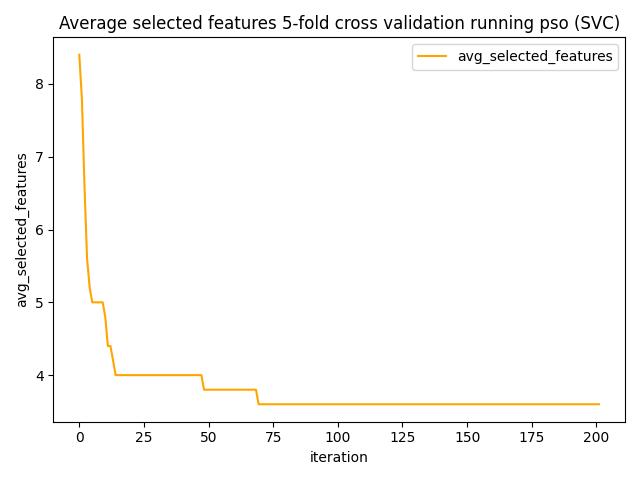 Average selected features 5-fold cross validation running pso (SVC)
avg_selected_features
8
7
6
5
4
avg_selected_features
0 25 50 75 100 125 150 175 200
iteration